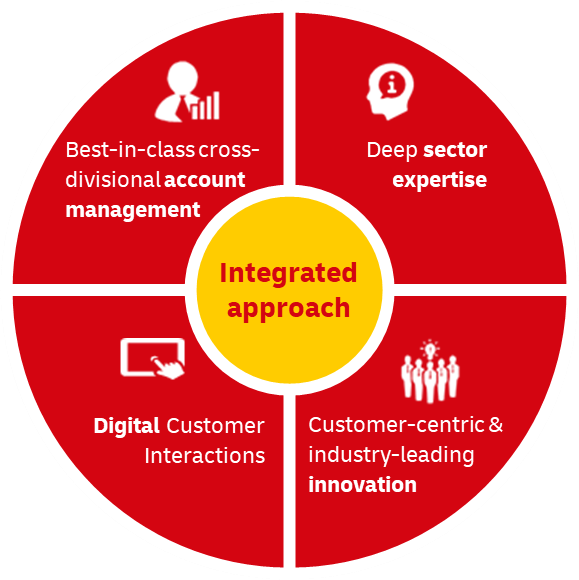 Best-in-class cross-
divisional account
management
Deep sector
expertise
Integrated
approach
Digital Customer
Interactions
Customer-centric &
industry-leading
innovation